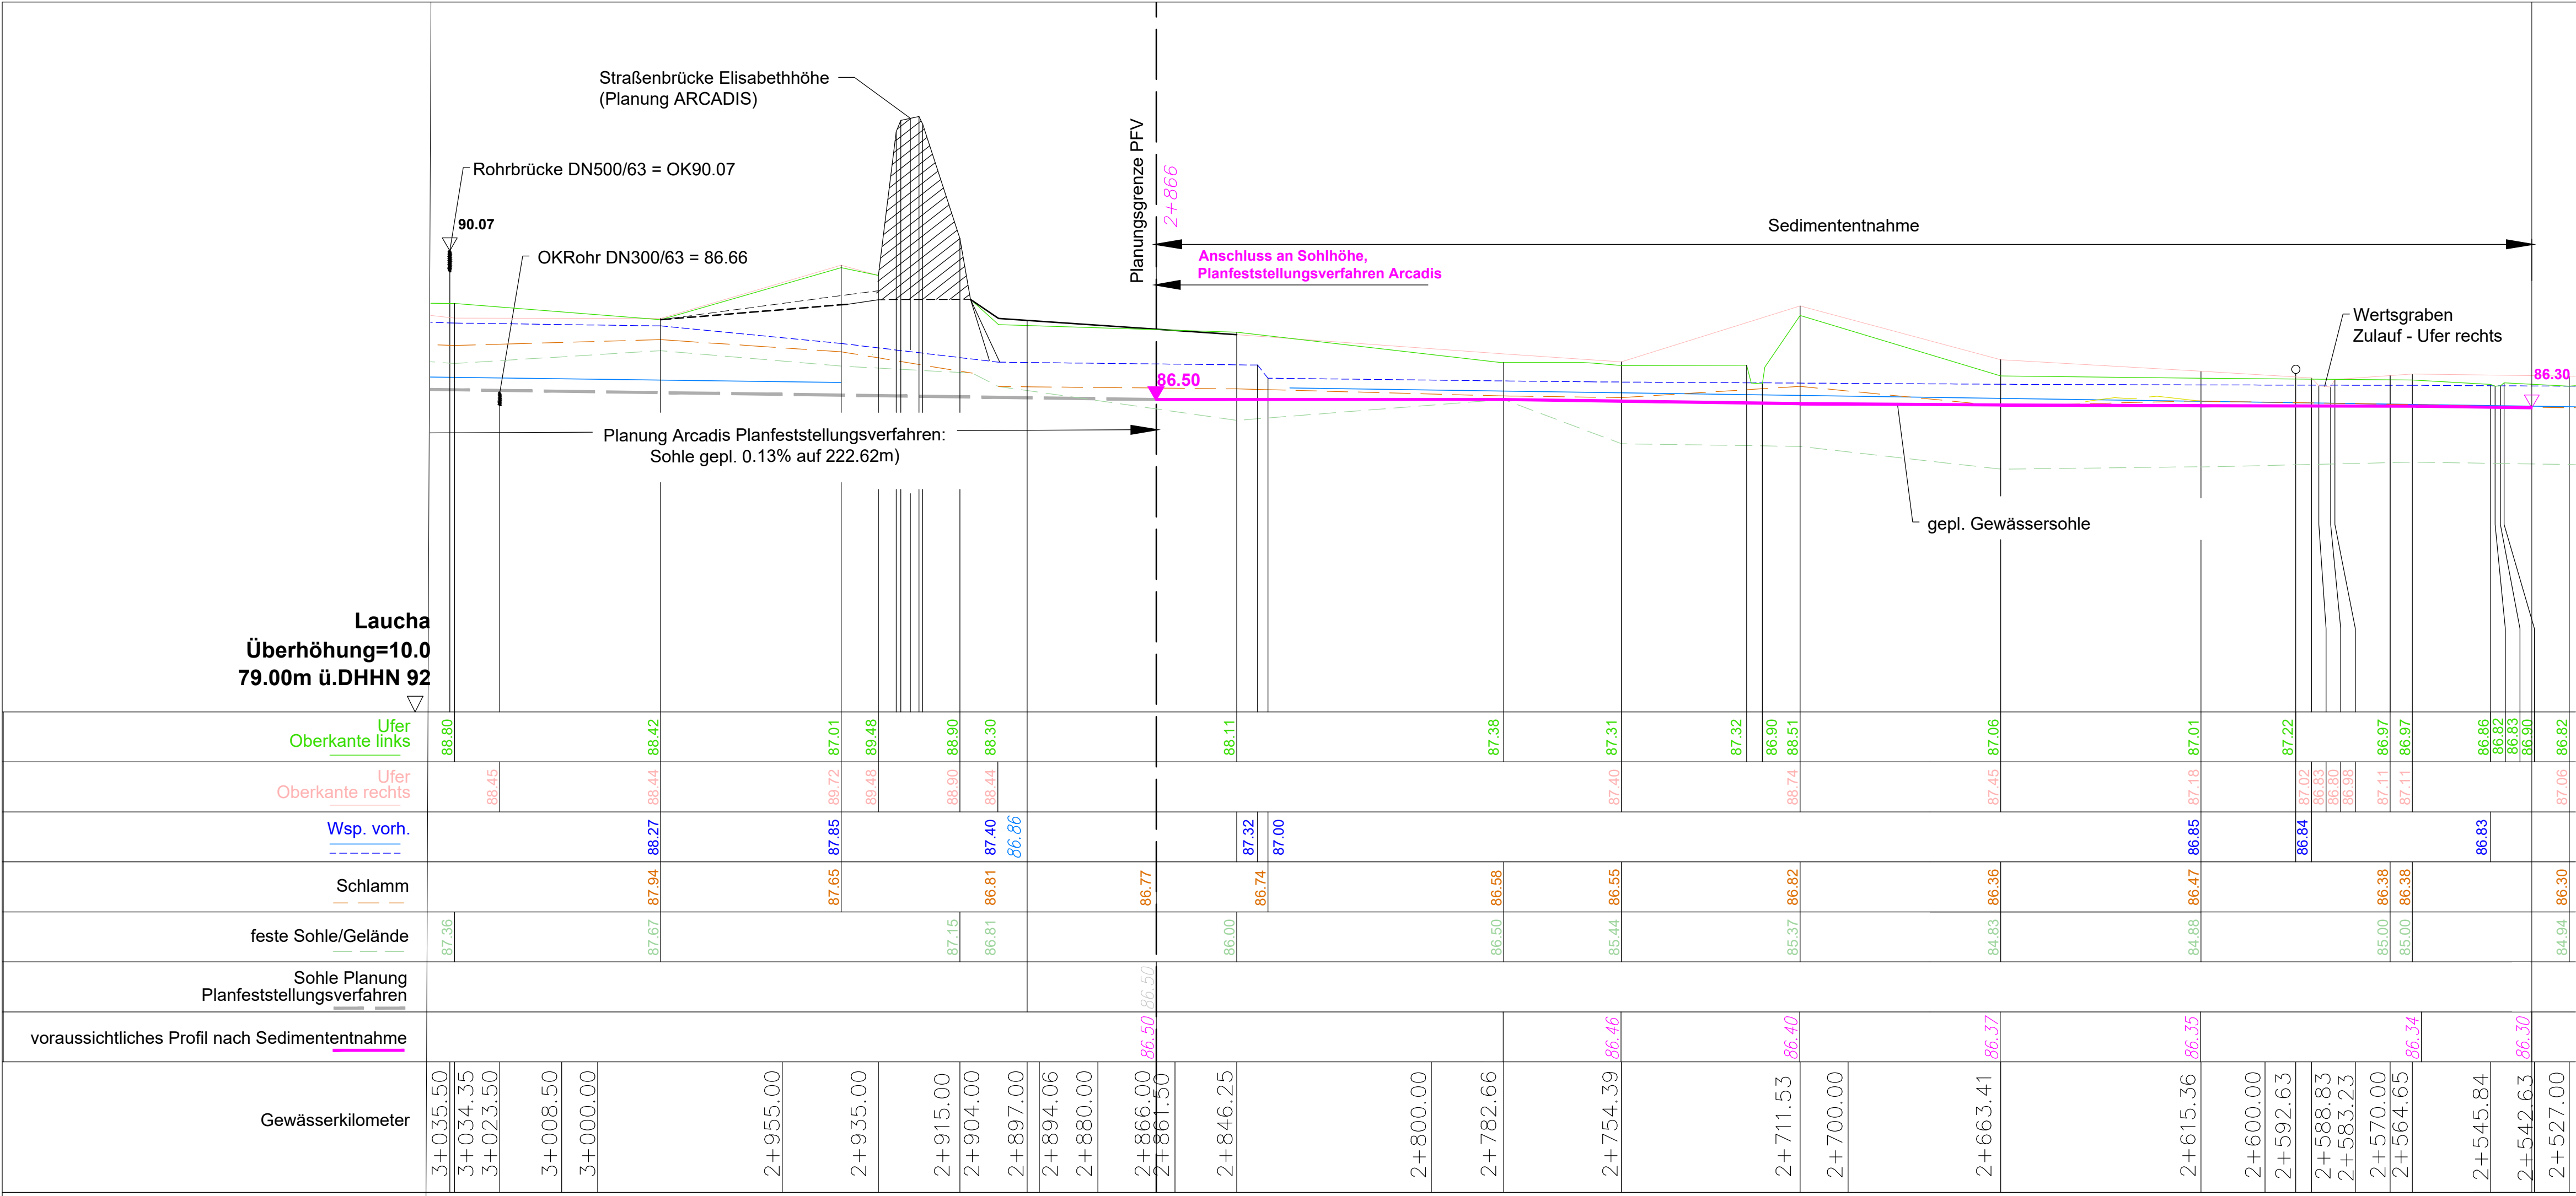 Straßenbrücke Elisabethhöhe
(Planung ARCADIS)
Rohrbrücke DN500/63 = OK90.07
90.07
OKRohr DN300/63 = 86.66
Planungsgrenze PFV
2+866
Sedimententnahme
Anschluss an Sohlhöhe,
Planfeststellungsverfahren Arcadis
Wertsgraben
Zulauf - Ufer rechts
86.50
86.30
Planung Arcadis Planfeststellungsverfahren:
Sohle gepl. 0.13% auf 222.62m)
gepl. Gewässersohle
Laucha
Überhöhung=10.0
79.00m ü.DHHN 92
Ufer
Oberkante links
88.80 88.42 87.01 89.48 88.90 88.30 88.11 87.38 87.31 87.32 86.90 88.51 87.06 87.01 87.22 86.97 86.97 86.86 86.82 86.83 86.90 86.82
Ufer
Oberkante rechts
88.45 88.44 89.72 89.48 88.90 88.44 87.40 88.74 87.45 87.18 87.02 86.83 86.80 86.98 87.11 87.11 87.06
Wsp. vorh.
88.27 87.85 87.40 86.86 87.32 87.00 86.85 86.84 86.83
Schlamm
87.94 87.65 86.81 86.77 86.74 86.58 86.55 86.82 86.36 86.47 86.38 86.38 86.30
feste Sohle/Gelände
87.36 87.67 87.15 86.81 86.00 86.50 85.44 85.37 84.83 84.88 85.00 85.00 84.94
Sohle Planung
Planfeststellungsverfahren
86.50
voraussichtliches Profil nach Sedimententnahme
86.50 86.46 86.40 86.37 86.35 86.34 86.30
Gewässerkilometer
3+035.50 3+034.35 3+023.50 3+008.50 3+000.00 2+955.00 2+935.00 2+915.00 2+904.00 2+897.00 2+894.06 2+880.00 2+866.00 2+861.50 2+846.25 2+800.00 2+782.66 2+754.39 2+711.53 2+700.00 2+663.41 2+615.36 2+600.00 2+592.63 2+588.83 2+583.23 2+570.00 2+564.65 2+545.84 2+542.63 2+527.00